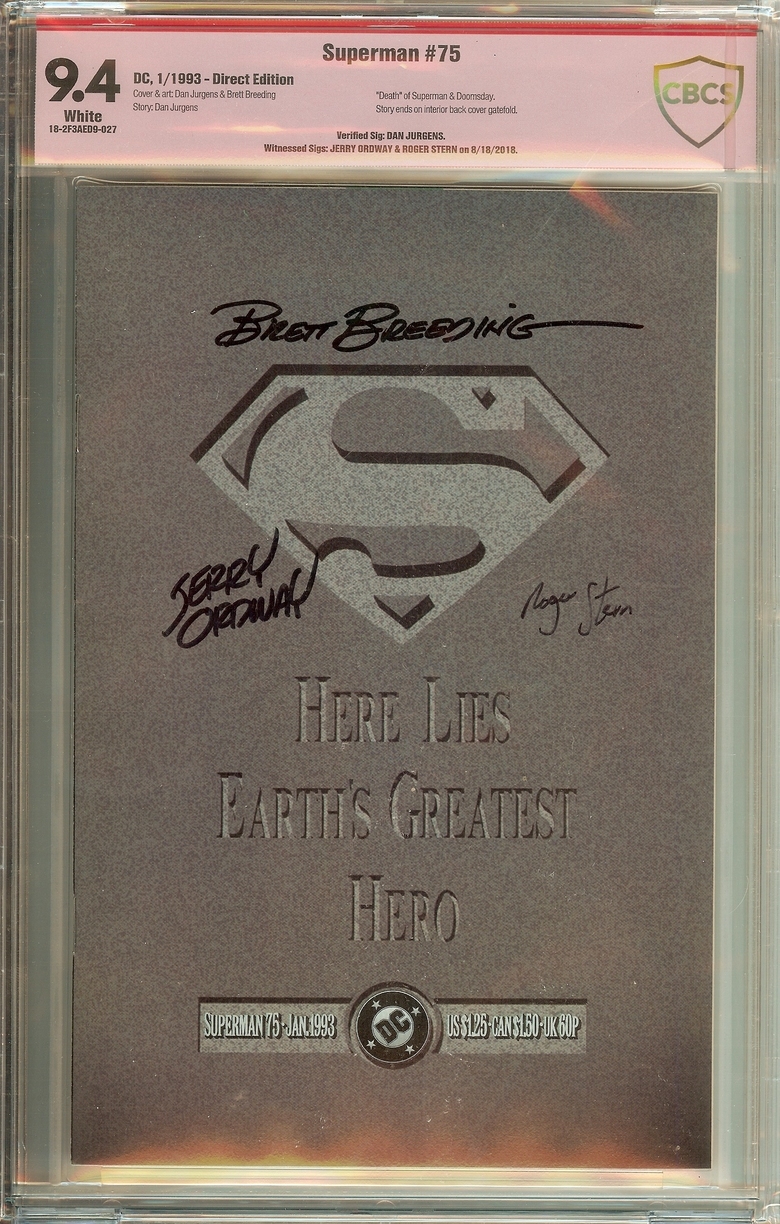 Superman #75
9.4
White
18-2F3AED9-027
DC, 1/1993 - Direct Edition
Cover & art: Dan Jurgens & Brett Breeding
Story: Dan Jurgens
"Death" of Superman & Doomsday.
Story ends on interior back cover gatefold.
Verified Sig: DAN JURGENS.
Witnessed Sigs: JERRY ORDWAY & ROGER STERN on 8/18/2018.
CBCS
BRETT BREEDING
JERRY
ORDWAY
Roger Stern
HERE LIES
EARTH'S GREATEST
HERO
SUPERMAN 75·JAN.1993
DC
US$1.25·CAN$1.50·UK60P